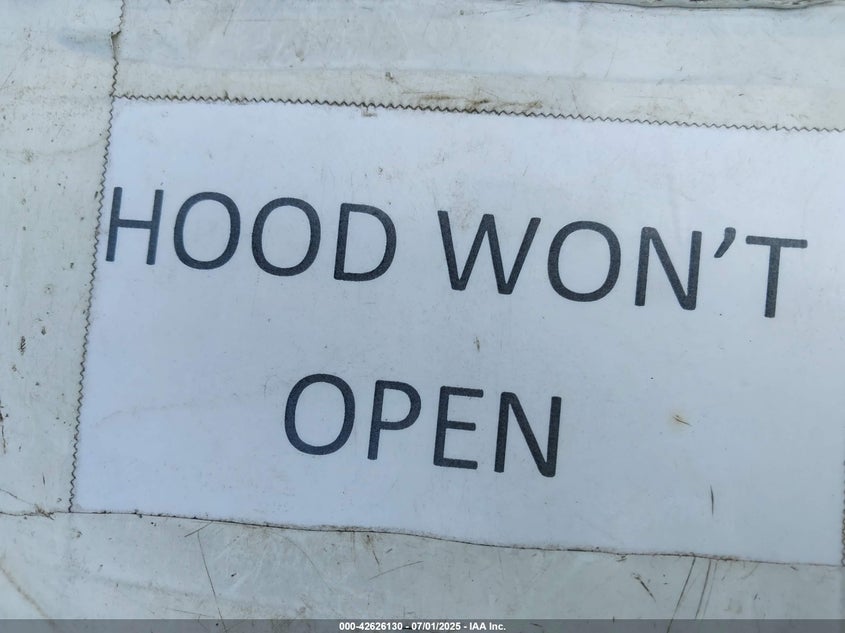 HOOD WON’T
OPEN
000-42626130 - 07/01/2025 - IAA Inc.